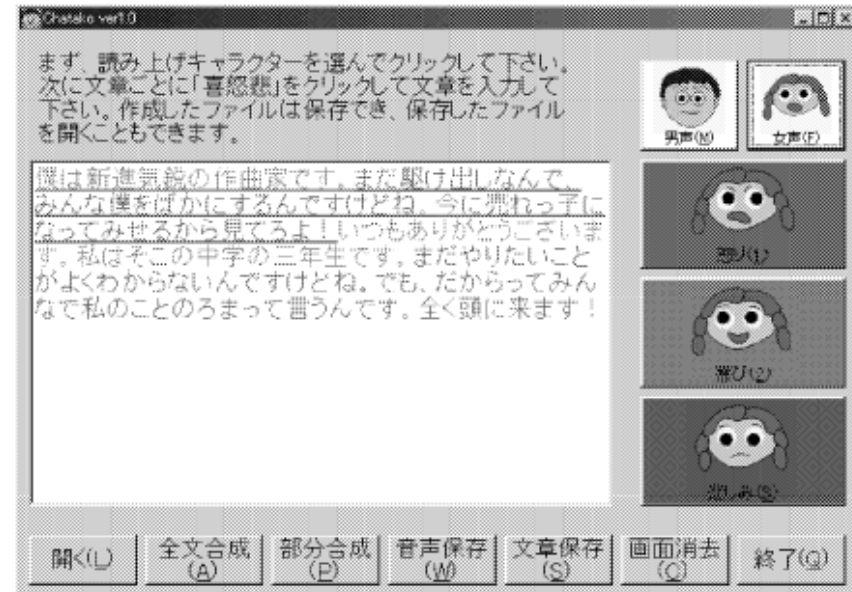 Chatako ver1.0
まず、読み上げキャラクターを選んでクリックして下さい。
次に文章ごとに「喜怒悲」をクリックして文章を入力して
下さい。作成したファイルは保存でき、保存したファイル
を開くこともできます。
男声(M)
女声(F)
僕は新進気鋭の作曲家です。まだ駆け出しなんで、
みんな僕をばかにするんですけどね。今に売れっ子に
なってみせるから見てろよ！いつもありがとうございま
す。私はそこの中学の三年生です。まだやりたいこと
がよくわからないんですけどね。でも、だからってみん
なで私のことのろまって言うんです。全く頭に来ます！
怒り(1)
喜び(2)
悲しみ(3)
開く(L)
全文合成
(A)
部分合成
(P)
音声保存
(W)
文章保存
(S)
画面消去
(C)
終了(Q)